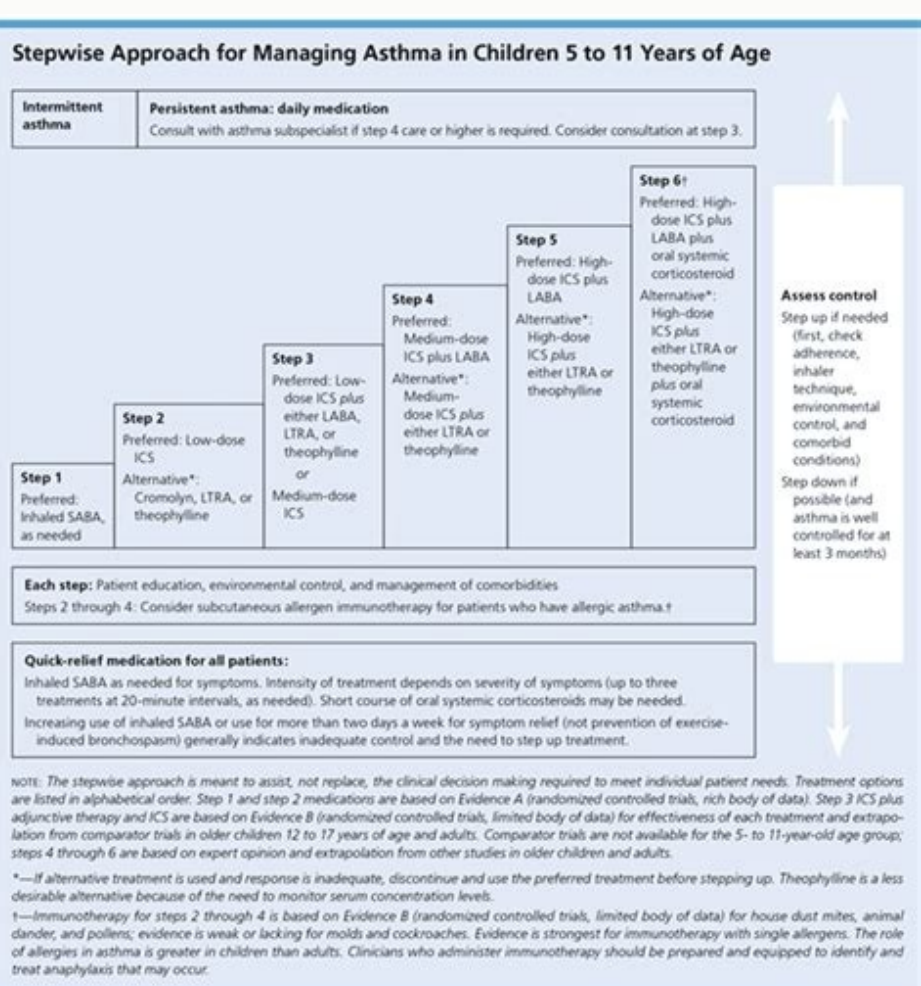 Stepwise Approach for Managing Asthma in Children 5 to 11 Years of Age
Intermittent
asthma
Persistent asthma: daily medication
Consult with asthma subspecialist if step 4 care or higher is required. Consider consultation at step 3.
Step 1
Preferred:
Inhaled SABA,
as needed
Step 2
Preferred: Low-dose
ICS
Alternative*:
Cromolyn, LTRA, or
theophylline
Step 3
Preferred: Low-
dose ICS plus
either LABA,
LTRA, or
theophylline
or
Medium-dose
ICS
Step 4
Preferred:
Medium-dose
ICS plus LABA
Alternative*:
Medium-
dose ICS plus
either LTRA or
theophylline
Step 5
Preferred: High-
dose ICS plus
LABA
Alternative*:
High-dose
ICS plus
either LTRA or
theophylline
Step 6†
Preferred: High-
dose ICS plus
LABA plus
oral systemic
corticosteroid
Alternative*:
High-dose
ICS plus
either LTRA or
theophylline
plus oral
systemic
corticosteroid
Assess control
Step up if needed
(first, check
adherence,
inhaler
technique,
environmental
control, and
comorbid
conditions)
Step down if
possible (and
asthma is well
controlled for at
least 3 months)
Each step: Patient education, environmental control, and management of comorbidities
Steps 2 through 4: Consider subcutaneous allergen immunotherapy for patients who have allergic asthma.†
Quick-relief medication for all patients:
Inhaled SABA as needed for symptoms. Intensity of treatment depends on severity of symptoms (up to three
treatments at 20-minute intervals, as needed). Short course of oral systemic corticosteroids may be needed.
Increasing use of inhaled SABA or use for more than two days a week for symptom relief (not prevention of exercise-
induced bronchospasm) generally indicates inadequate control and the need to step up treatment.
NOTE: The stepwise approach is meant to assist, not replace, the clinical decision making required to meet individual patient needs. Treatment options
are listed in alphabetical order. Step 1 and step 2 medications are based on Evidence A (randomized controlled trials, rich body of data). Step 3 ICS plus
adjunctive therapy and ICS are based on Evidence B (randomized controlled trials, limited body of data) for effectiveness of each treatment and extrapo-
lation from comparator trials in older children 12 to 17 years of age and adults. Comparator trials are not available for the 5- to 11-year-old age group;
steps 4 through 6 are based on expert opinion and extrapolation from other studies in older children and adults.
*—If alternative treatment is used and response is inadequate, discontinue and use the preferred treatment before stepping up. Theophylline is a less
desirable alternative because of the need to monitor serum concentration levels.
†—Immunotherapy for steps 2 through 4 is based on Evidence B (randomized controlled trials, limited body of data) for house dust mites, animal
dander, and pollens; evidence is weak or lacking for molds and cockroaches. Evidence is strongest for immunotherapy with single allergens. The role
of allergies in asthma is greater in children than adults. Clinicians who administer immunotherapy should be prepared and equipped to identify and
treat anaphylaxis that may occur.